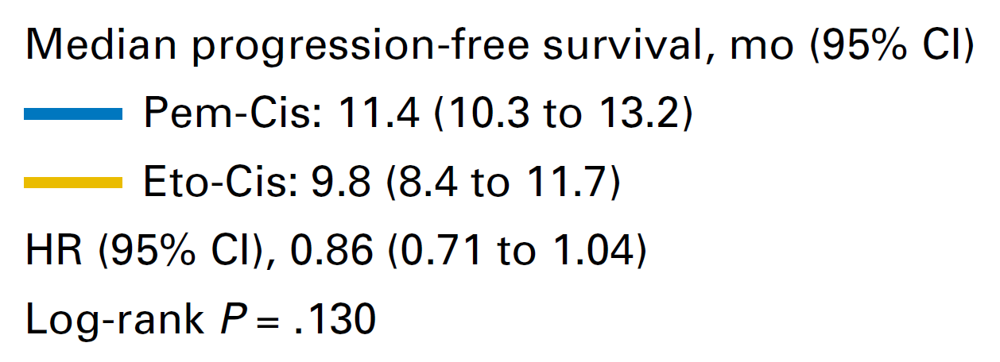 Median progression-free survival, mo (95% CI)
Pem-Cis: 11.4 (10.3 to 13.2)
Eto-Cis: 9.8 (8.4 to 11.7)
HR (95% CI), 0.86 (0.71 to 1.04)
Log-rank P = .130